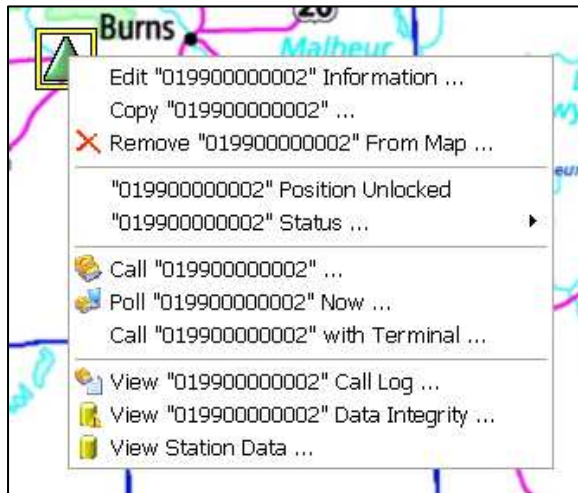 20
Burns
Malheur
Edit "019900000002" Information ...
Copy "019900000002" ...
Remove "019900000002" From Map ...
"019900000002" Position Unlocked
"019900000002" Status ...
Call "019900000002" ...
Poll "019900000002" Now ...
Call "019900000002" with Terminal ...
View "019900000002" Call Log ...
View "019900000002" Data Integrity ...
View Station Data ...